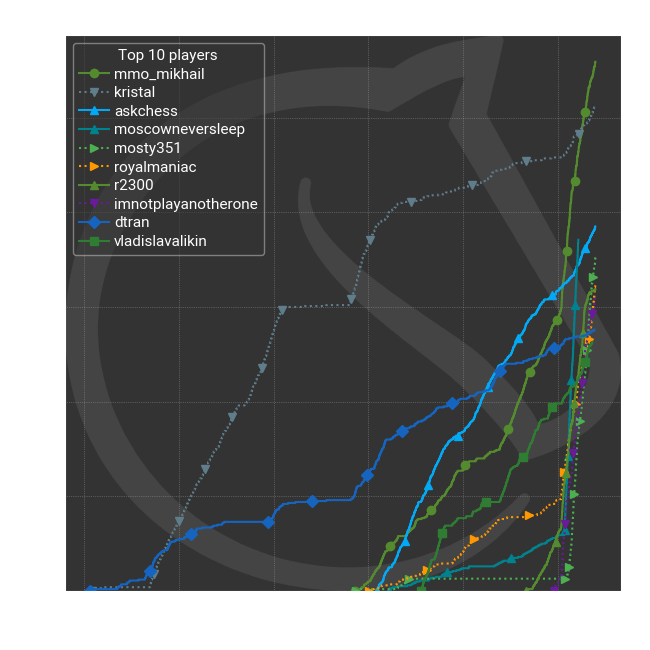 Top 10 players
mmo_mikhail
kristal
askchess
moscowneversleep
mosty351
royalmaniac
r2300
imnotplayanotherone
dtran
vladislavalikin